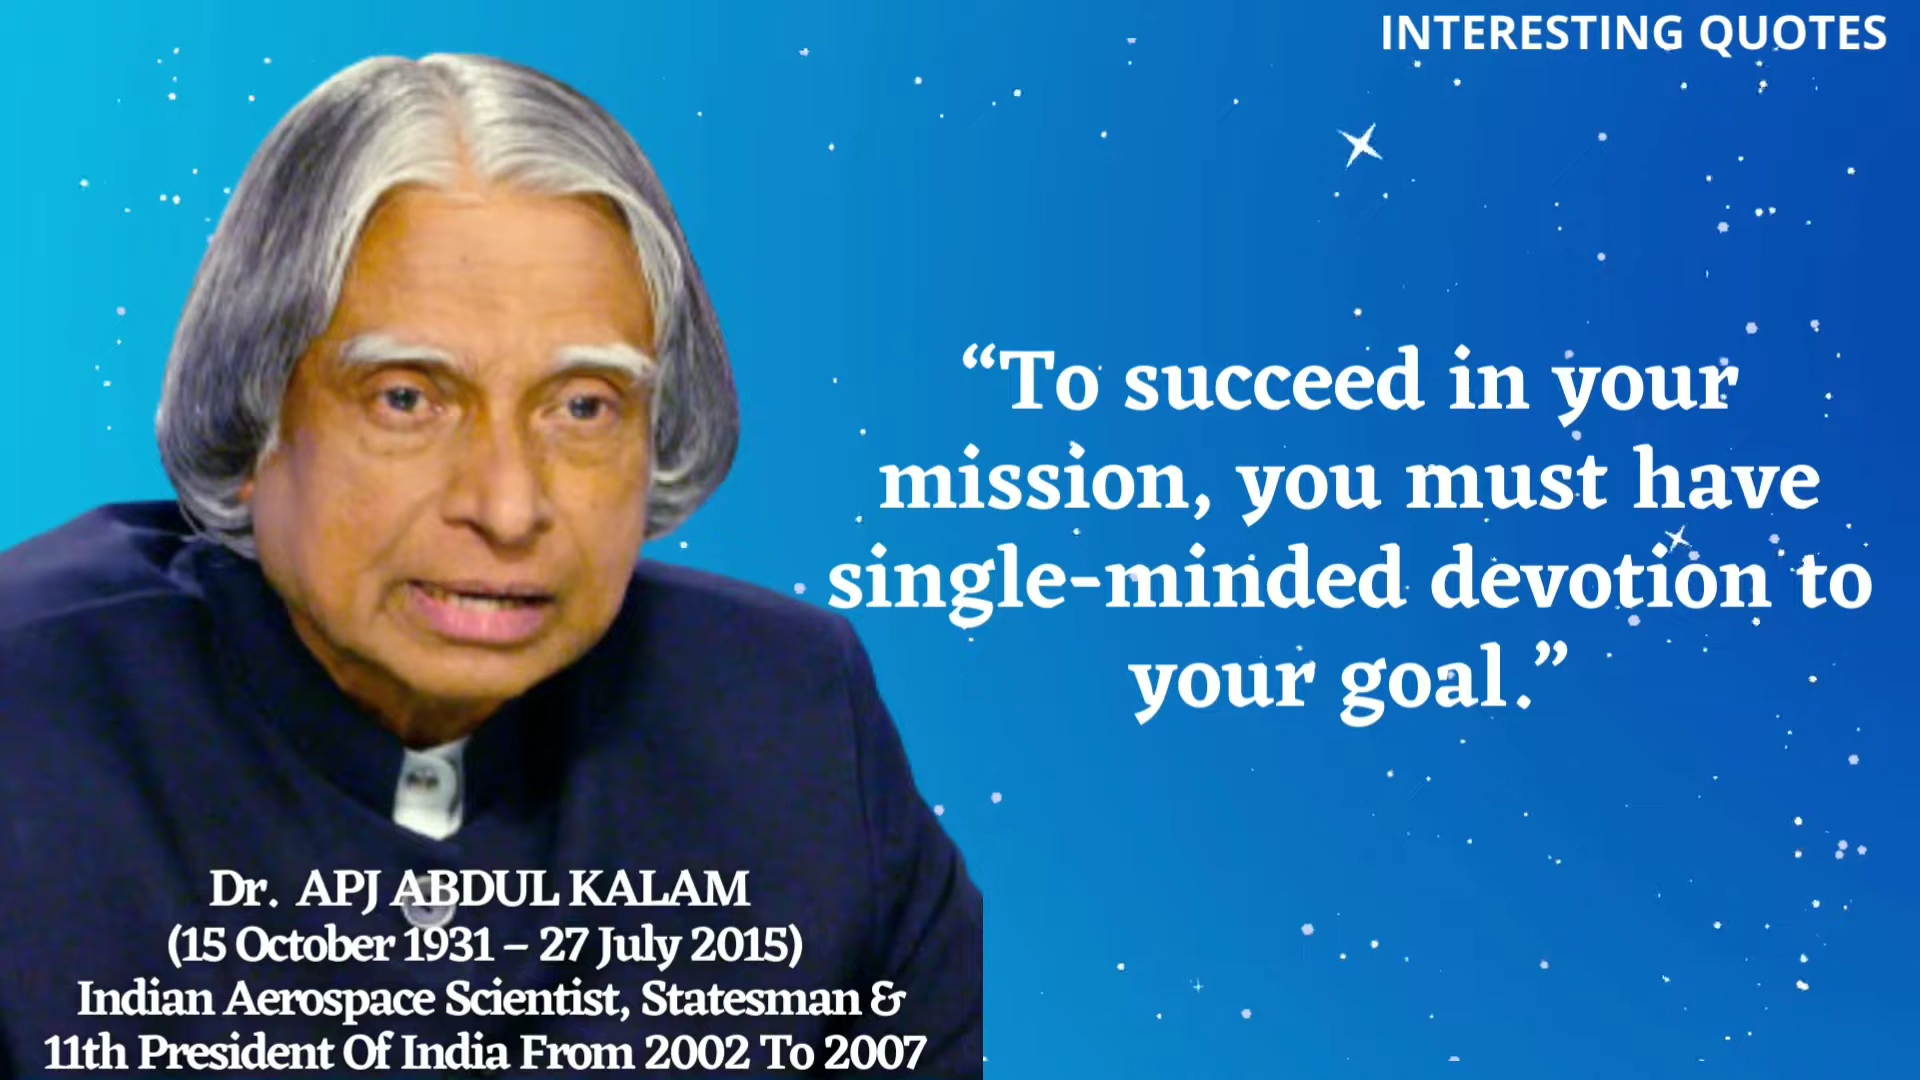 INTERESTING QUOTES
“To succeed in your
mission, you must have
single-minded devotion to
your goal.”
Dr. APJ ABDUL KALAM
(15 October 1931 – 27 July 2015)
Indian Aerospace Scientist, Statesman &
11th President Of India From 2002 To 2007